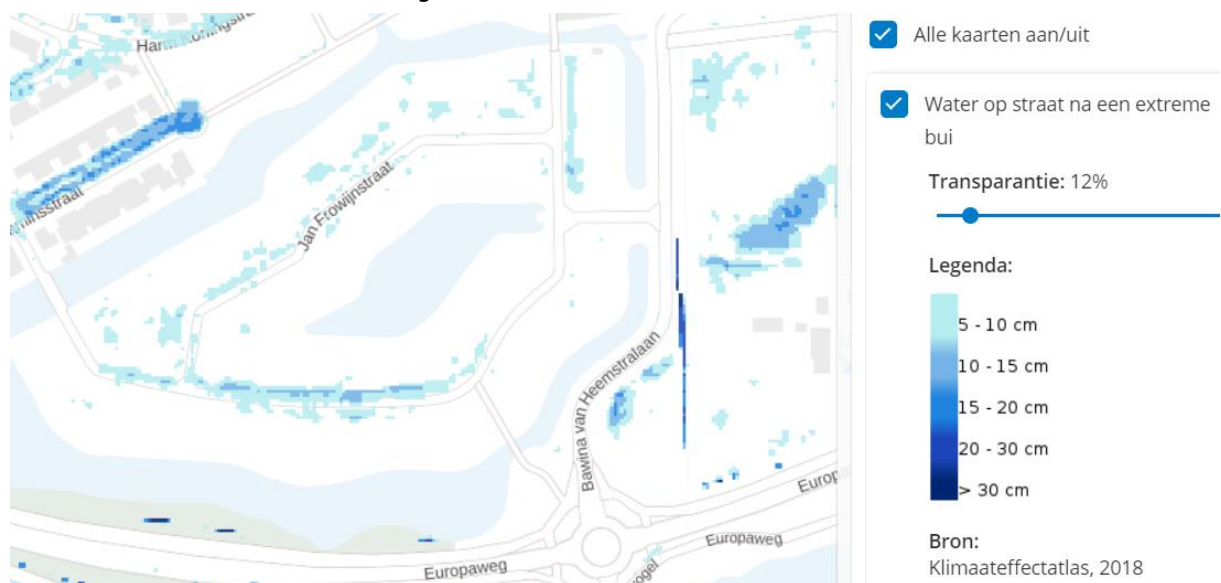 Harm Koningstra
Jan Frowijnstraat
Bawina van Heemstralaan
Europaweg
Europaweg
Alle kaarten aan/uit
Water op straat na een extreme
bui
Transparantie: 12%
Legenda:
5 - 10 cm
10 - 15 cm
15 - 20 cm
20 - 30 cm
> 30 cm
Bron:
Klimaateffectatlas, 2018